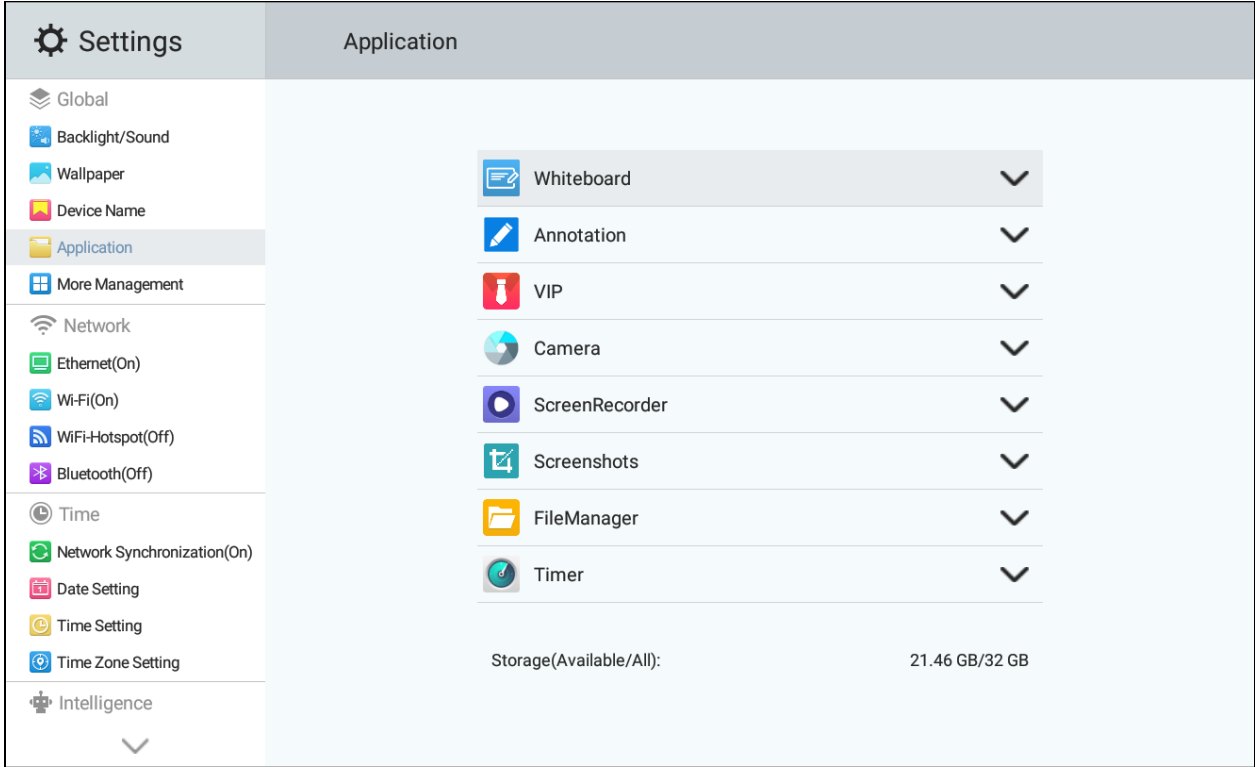 Settings
Application
Global
Backlight/Sound
Wallpaper
Device Name
Application
More Management
Network
Ethernet(On)
Wi-Fi(On)
WiFi-Hotspot(Off)
Bluetooth(Off)
Time
Network Synchronization(On)
Date Setting
Time Setting
Time Zone Setting
Intelligence
Whiteboard
Annotation
VIP
Camera
ScreenRecorder
Screenshots
FileManager
Timer
Storage(Available/All): 21.46 GB/32 GB